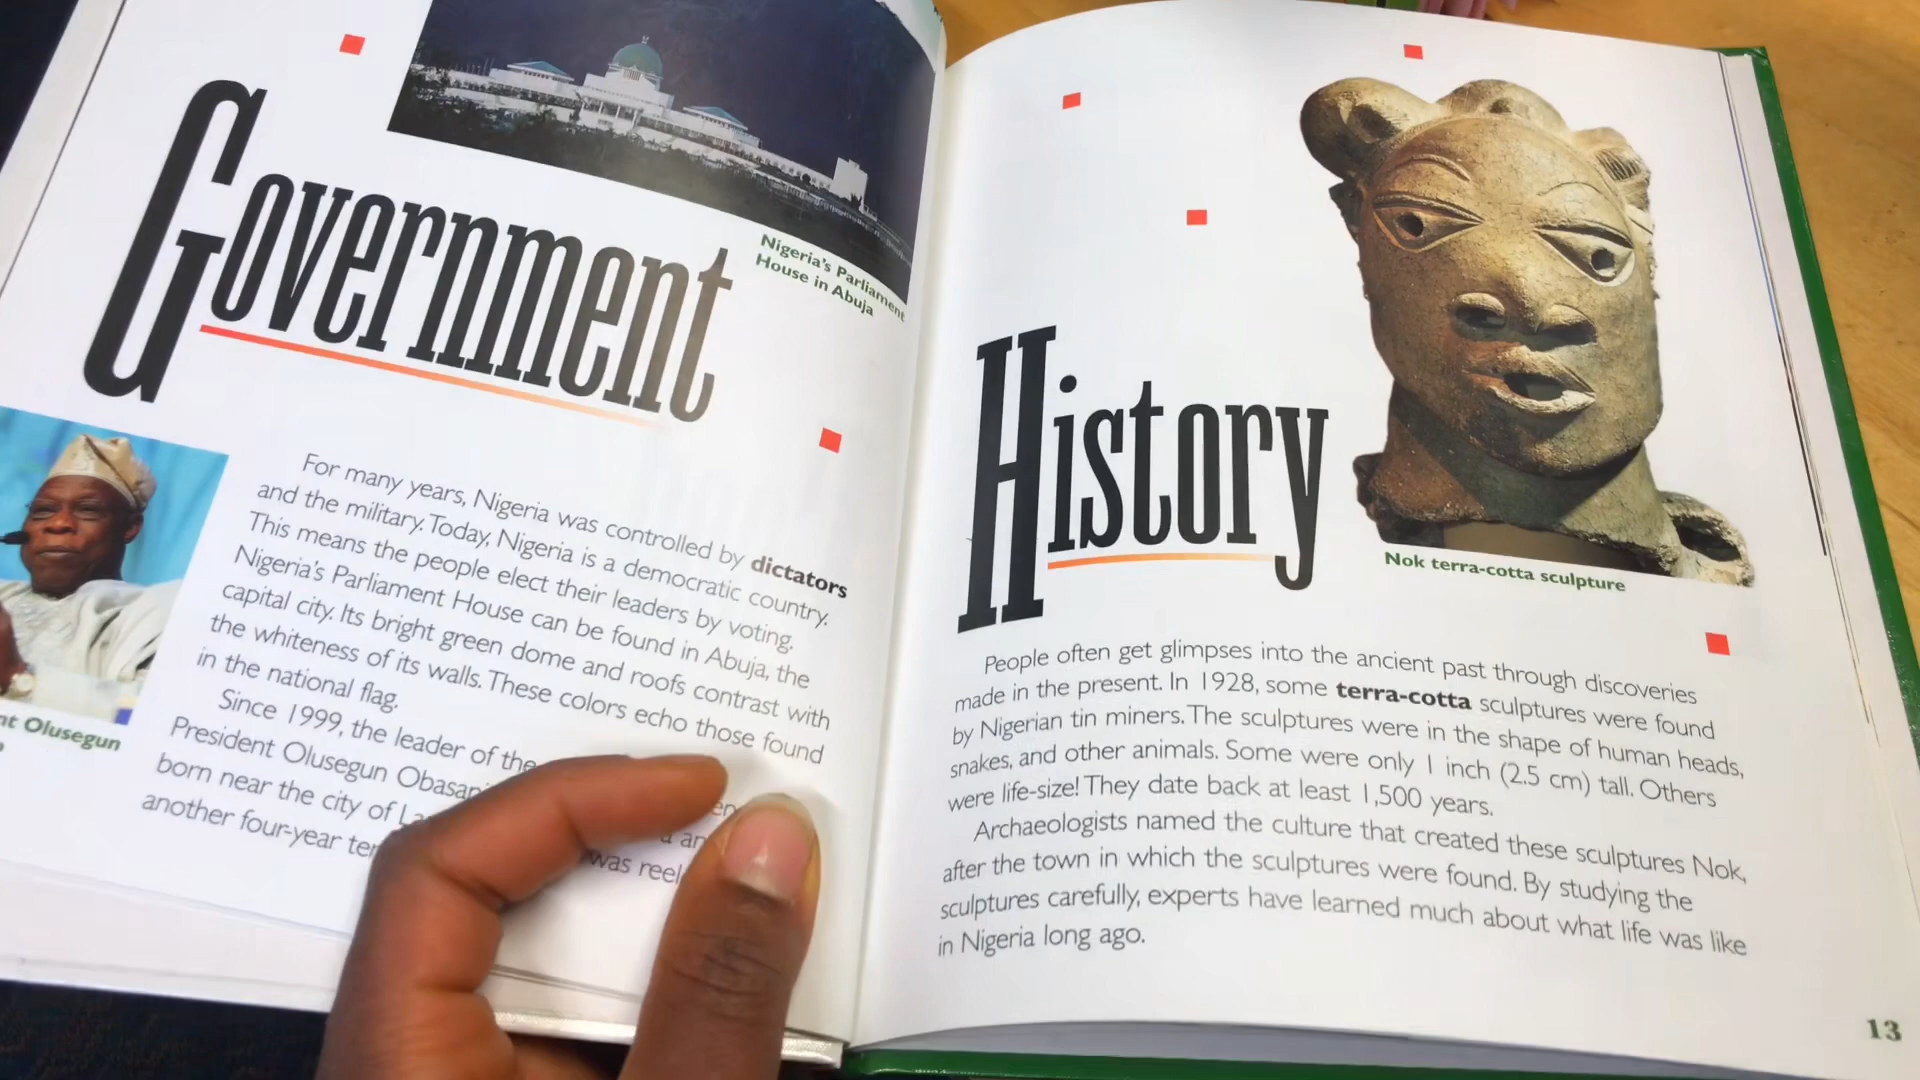 Government
Nigeria's Parliament
House in Abuja
For many years, Nigeria was controlled by dictators
and the military. Today, Nigeria is a democratic country.
This means the people elect their leaders by voting.
Nigeria's Parliament House can be found in Abuja, the
capital city. Its bright green dome and roofs contrast with
the whiteness of its walls. These colors echo those found
in the national flag.
Since 1999, the leader of the
President Olusegun
born near the city of
another four-year
was
Olusegun
History
Nok terra-cotta sculpture
People often get glimpses into the ancient past through discoveries
made in the present. In 1928, some terra-cotta sculptures were found
by Nigerian tin miners. The sculptures were in the shape of human heads,
snakes, and other animals. Some were only 1 inch (2.5 cm) tall. Others
were life-size! They date back at least 1,500 years.
Archaeologists named the culture that created these sculptures Nok,
after the town in which the sculptures were found. By studying the
sculptures carefully, experts have learned much about what life was like
in Nigeria long ago.
13